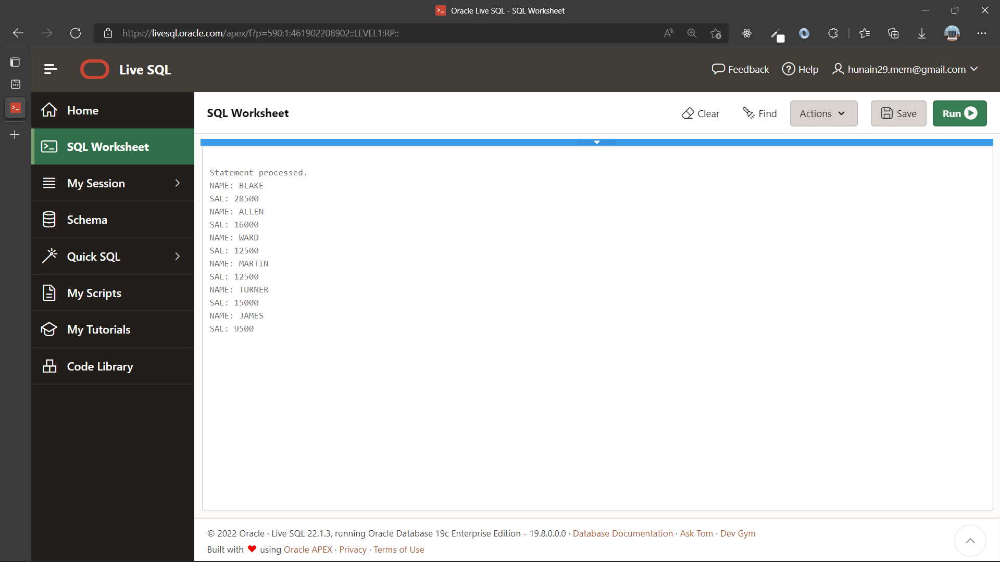 Oracle Live SQL - SQL Worksheet
https://livesql.oracle.com/apex/f?p=590:1:461902208902::LEVEL1:RP::
Live SQL
Feedback
Help
hunain29.mem@gmail.com
Home
SQL Worksheet
My Session
Schema
Quick SQL
My Scripts
My Tutorials
Code Library
SQL Worksheet
Clear
Find
Actions
Save
Run
Statement processed.
NAME: BLAKE
SAL: 28500
NAME: ALLEN
SAL: 16000
NAME: WARD
SAL: 12500
NAME: MARTIN
SAL: 12500
NAME: TURNER
SAL: 15000
NAME: JAMES
SAL: 9500
© 2022 Oracle · Live SQL 22.1.3, running Oracle Database 19c Enterprise Edition - 19.8.0.0.0 · Database Documentation · Ask Tom · Dev Gym
Built with ❤ using Oracle APEX · Privacy · Terms of Use